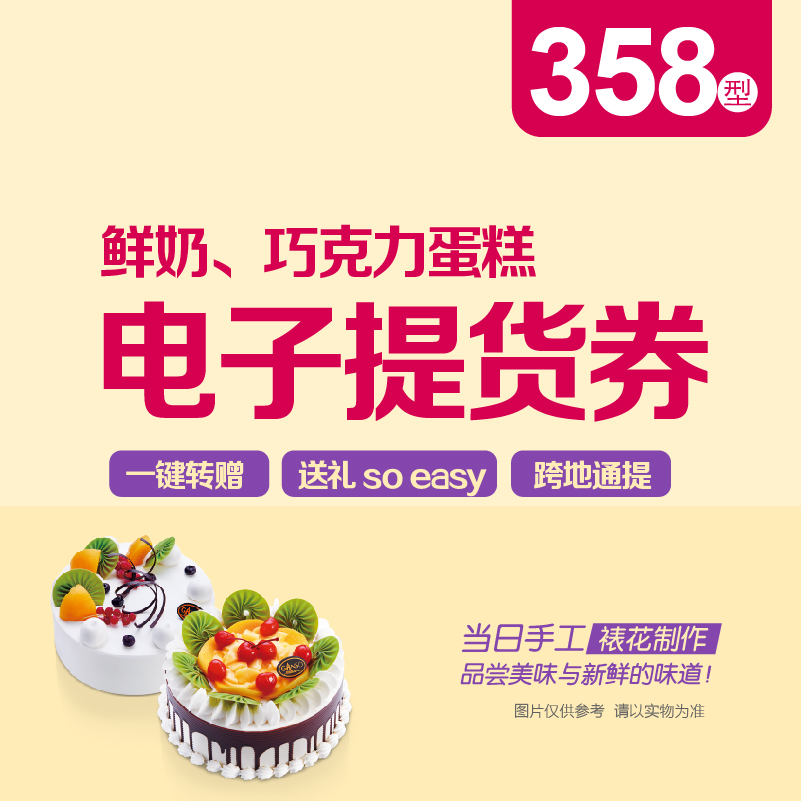 358型
鲜奶、巧克力蛋糕
电子提货券
一键转赠 送礼 so easy 跨地通提
当日手工 裱花制作
品尝美味与新鲜的味道!
图片仅供参考 请以实物为准
GANSO